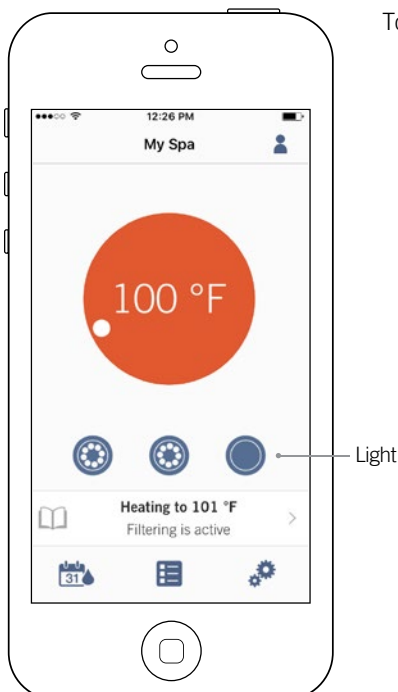 To
12:26 PM
My Spa
100 °F
Light
Heating to 101 °F
Filtering is active
31